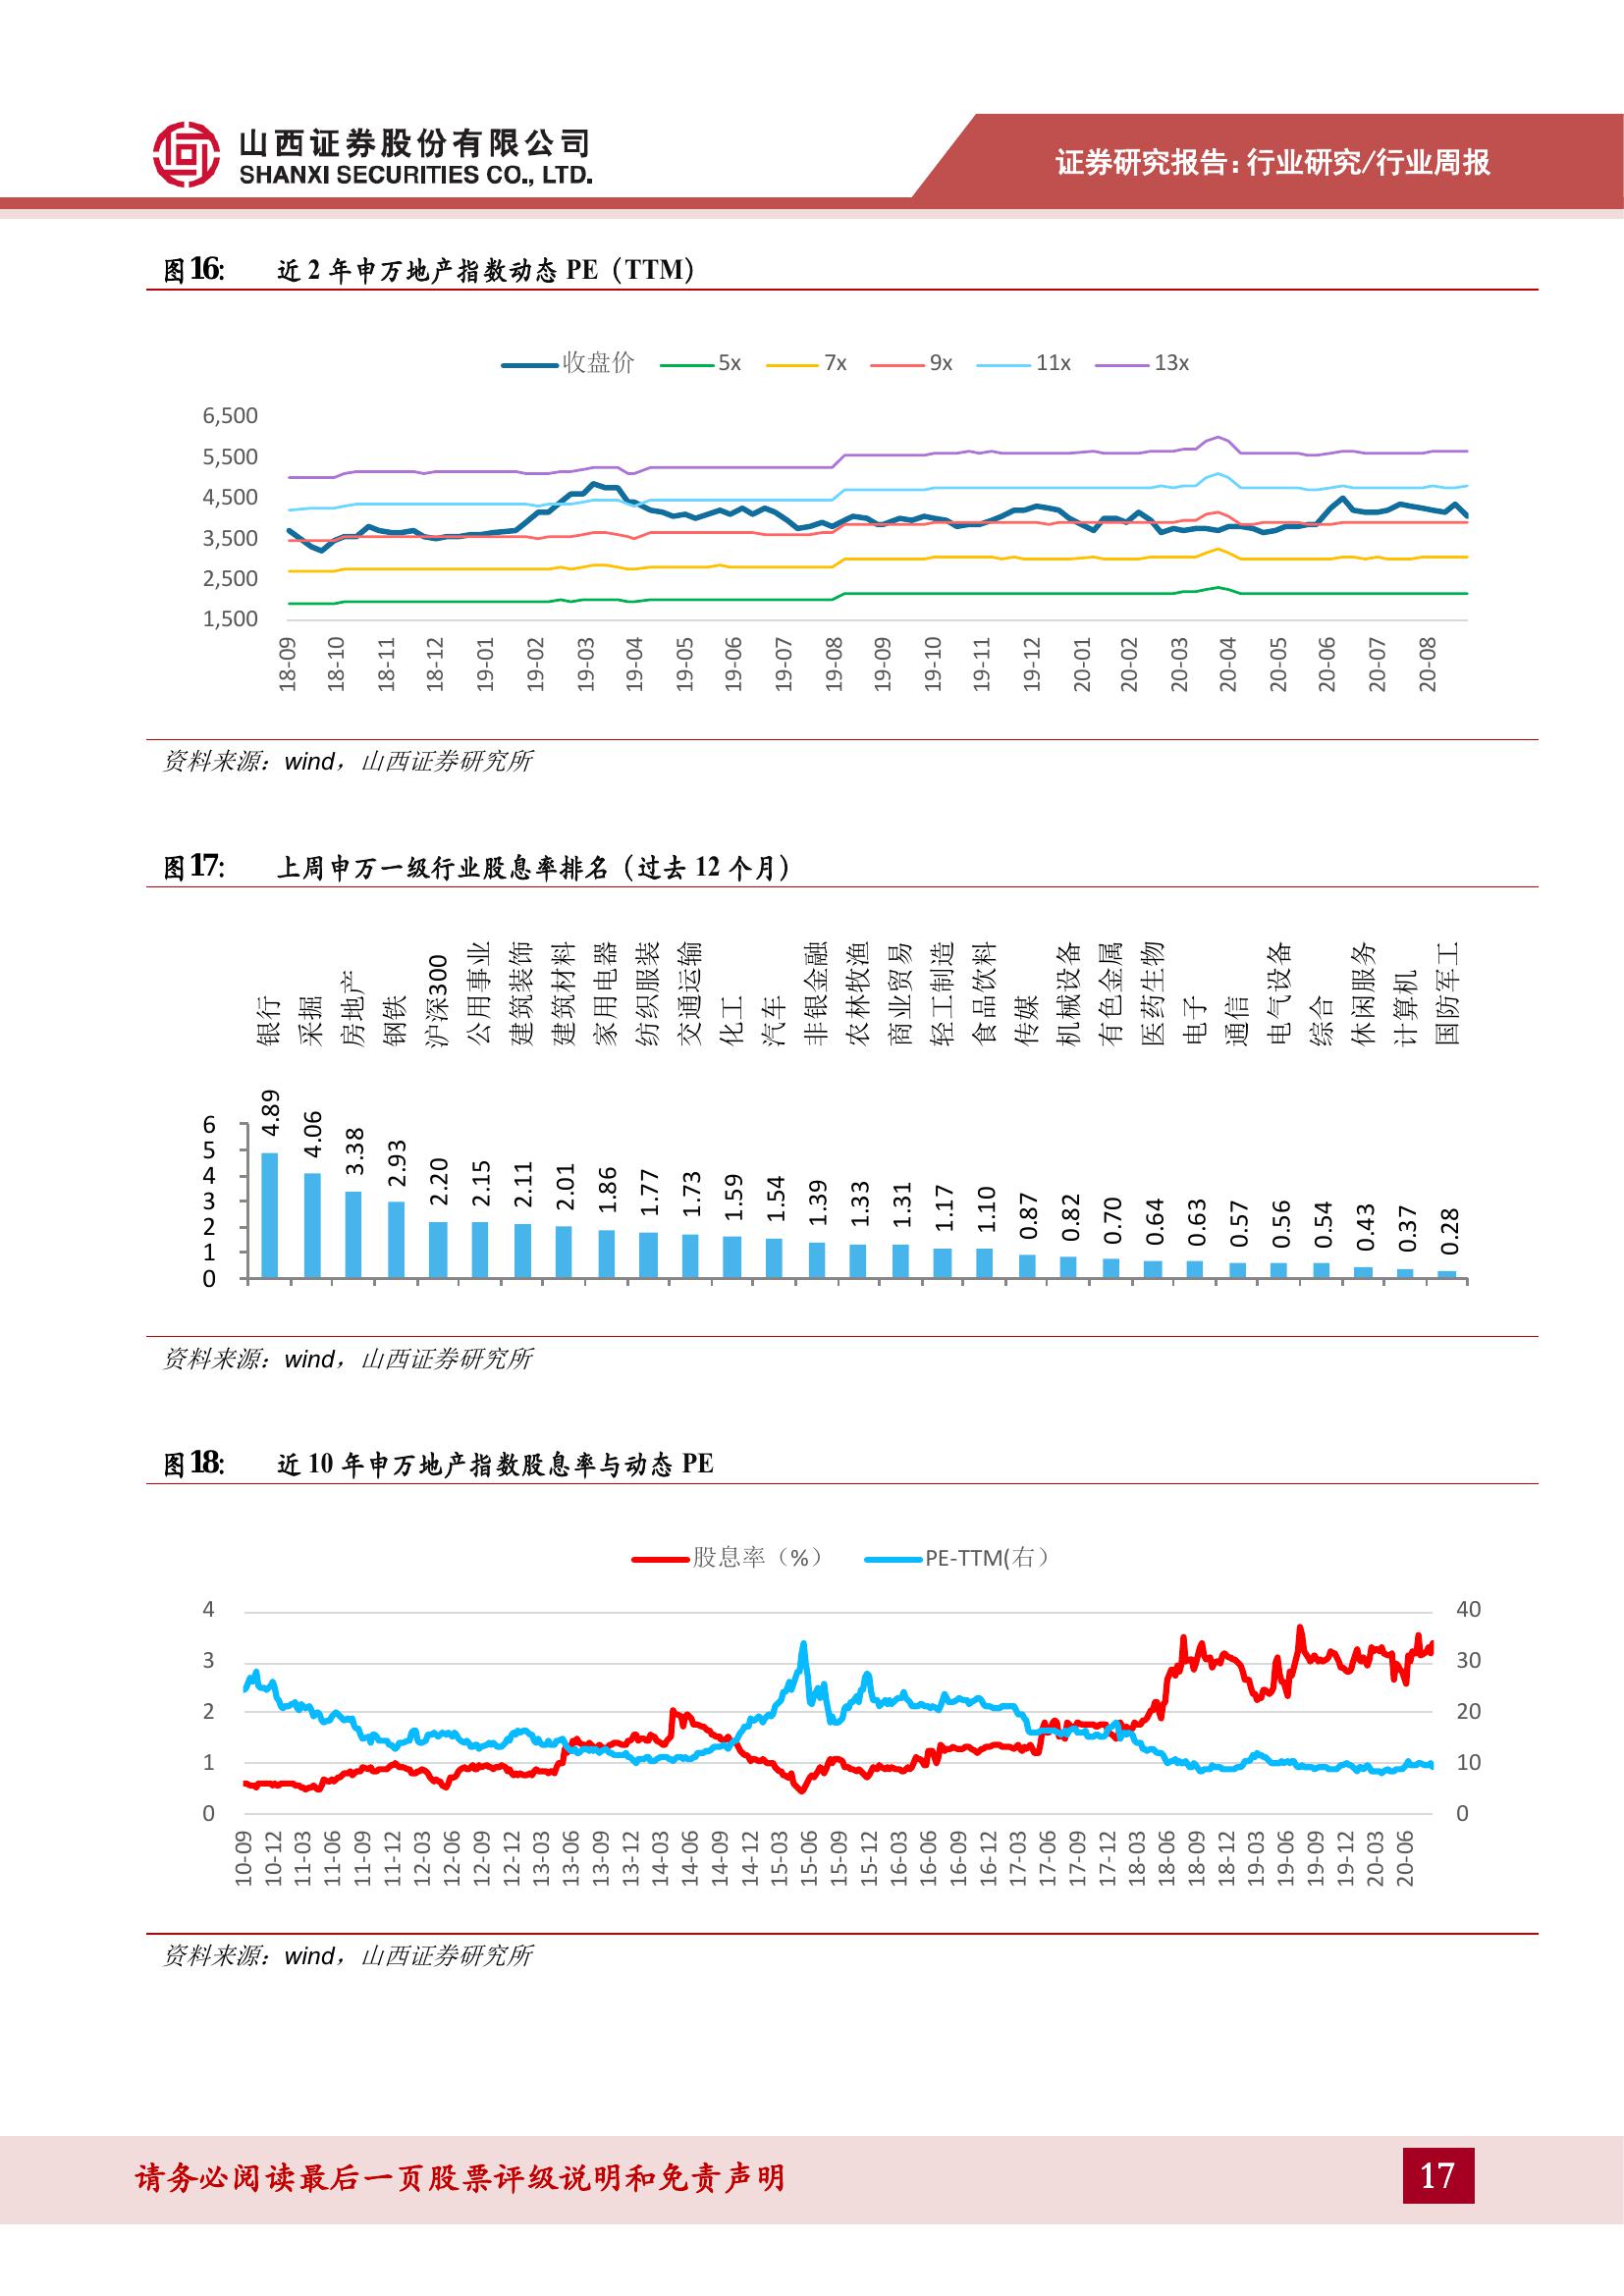 山西证券股份有限公司
SHANXI SECURITIES CO., LTD.
证券研究报告:行业研究/行业周报
图16: 近 2 年申万地产指数动态 PE（TTM）
收盘价 5x 7x 9x 11x 13x
6,500
5,500
4,500
3,500
2,500
1,500
18-09 18-10 18-11 18-12 19-01 19-02 19-03 19-04 19-05 19-06 19-07 19-08 19-09 19-10 19-11 19-12 20-01 20-02 20-03 20-04 20-05 20-06 20-07 20-08
资料来源：wind，山西证券研究所
图17: 上周申万一级行业股息率排名（过去 12 个月）
银行 采掘 房地产 钢铁 沪深300 公用事业 建筑装饰 建筑材料 家用电器 纺织服装 交通运输 化工 汽车 非银金融 农林牧渔 商业贸易 轻工制造 食品饮料 传媒 机械设备 有色金属 医药生物 电子 通信 电气设备 综合 休闲服务 计算机 国防军工
4.89 4.06 3.38 2.93 2.20 2.15 2.11 2.01 1.86 1.77 1.73 1.59 1.54 1.39 1.33 1.31 1.17 1.10 0.87 0.82 0.70 0.64 0.63 0.57 0.56 0.54 0.43 0.37 0.28
6
5
4
3
2
1
0
资料来源：wind，山西证券研究所
图18: 近 10 年申万地产指数股息率与动态 PE
股息率（%） PE-TTM(右）
4 40
3 30
2 20
1 10
0 0
10-09 10-12 11-03 11-06 11-09 11-12 12-03 12-06 12-09 12-12 13-03 13-06 13-09 13-12 14-03 14-06 14-09 14-12 15-03 15-06 15-09 15-12 16-03 16-06 16-09 16-12 17-03 17-06 17-09 17-12 18-03 18-06 18-09 18-12 19-03 19-06 19-09 19-12 20-03 20-06
资料来源：wind，山西证券研究所
请务必阅读最后一页股票评级说明和免责声明
17